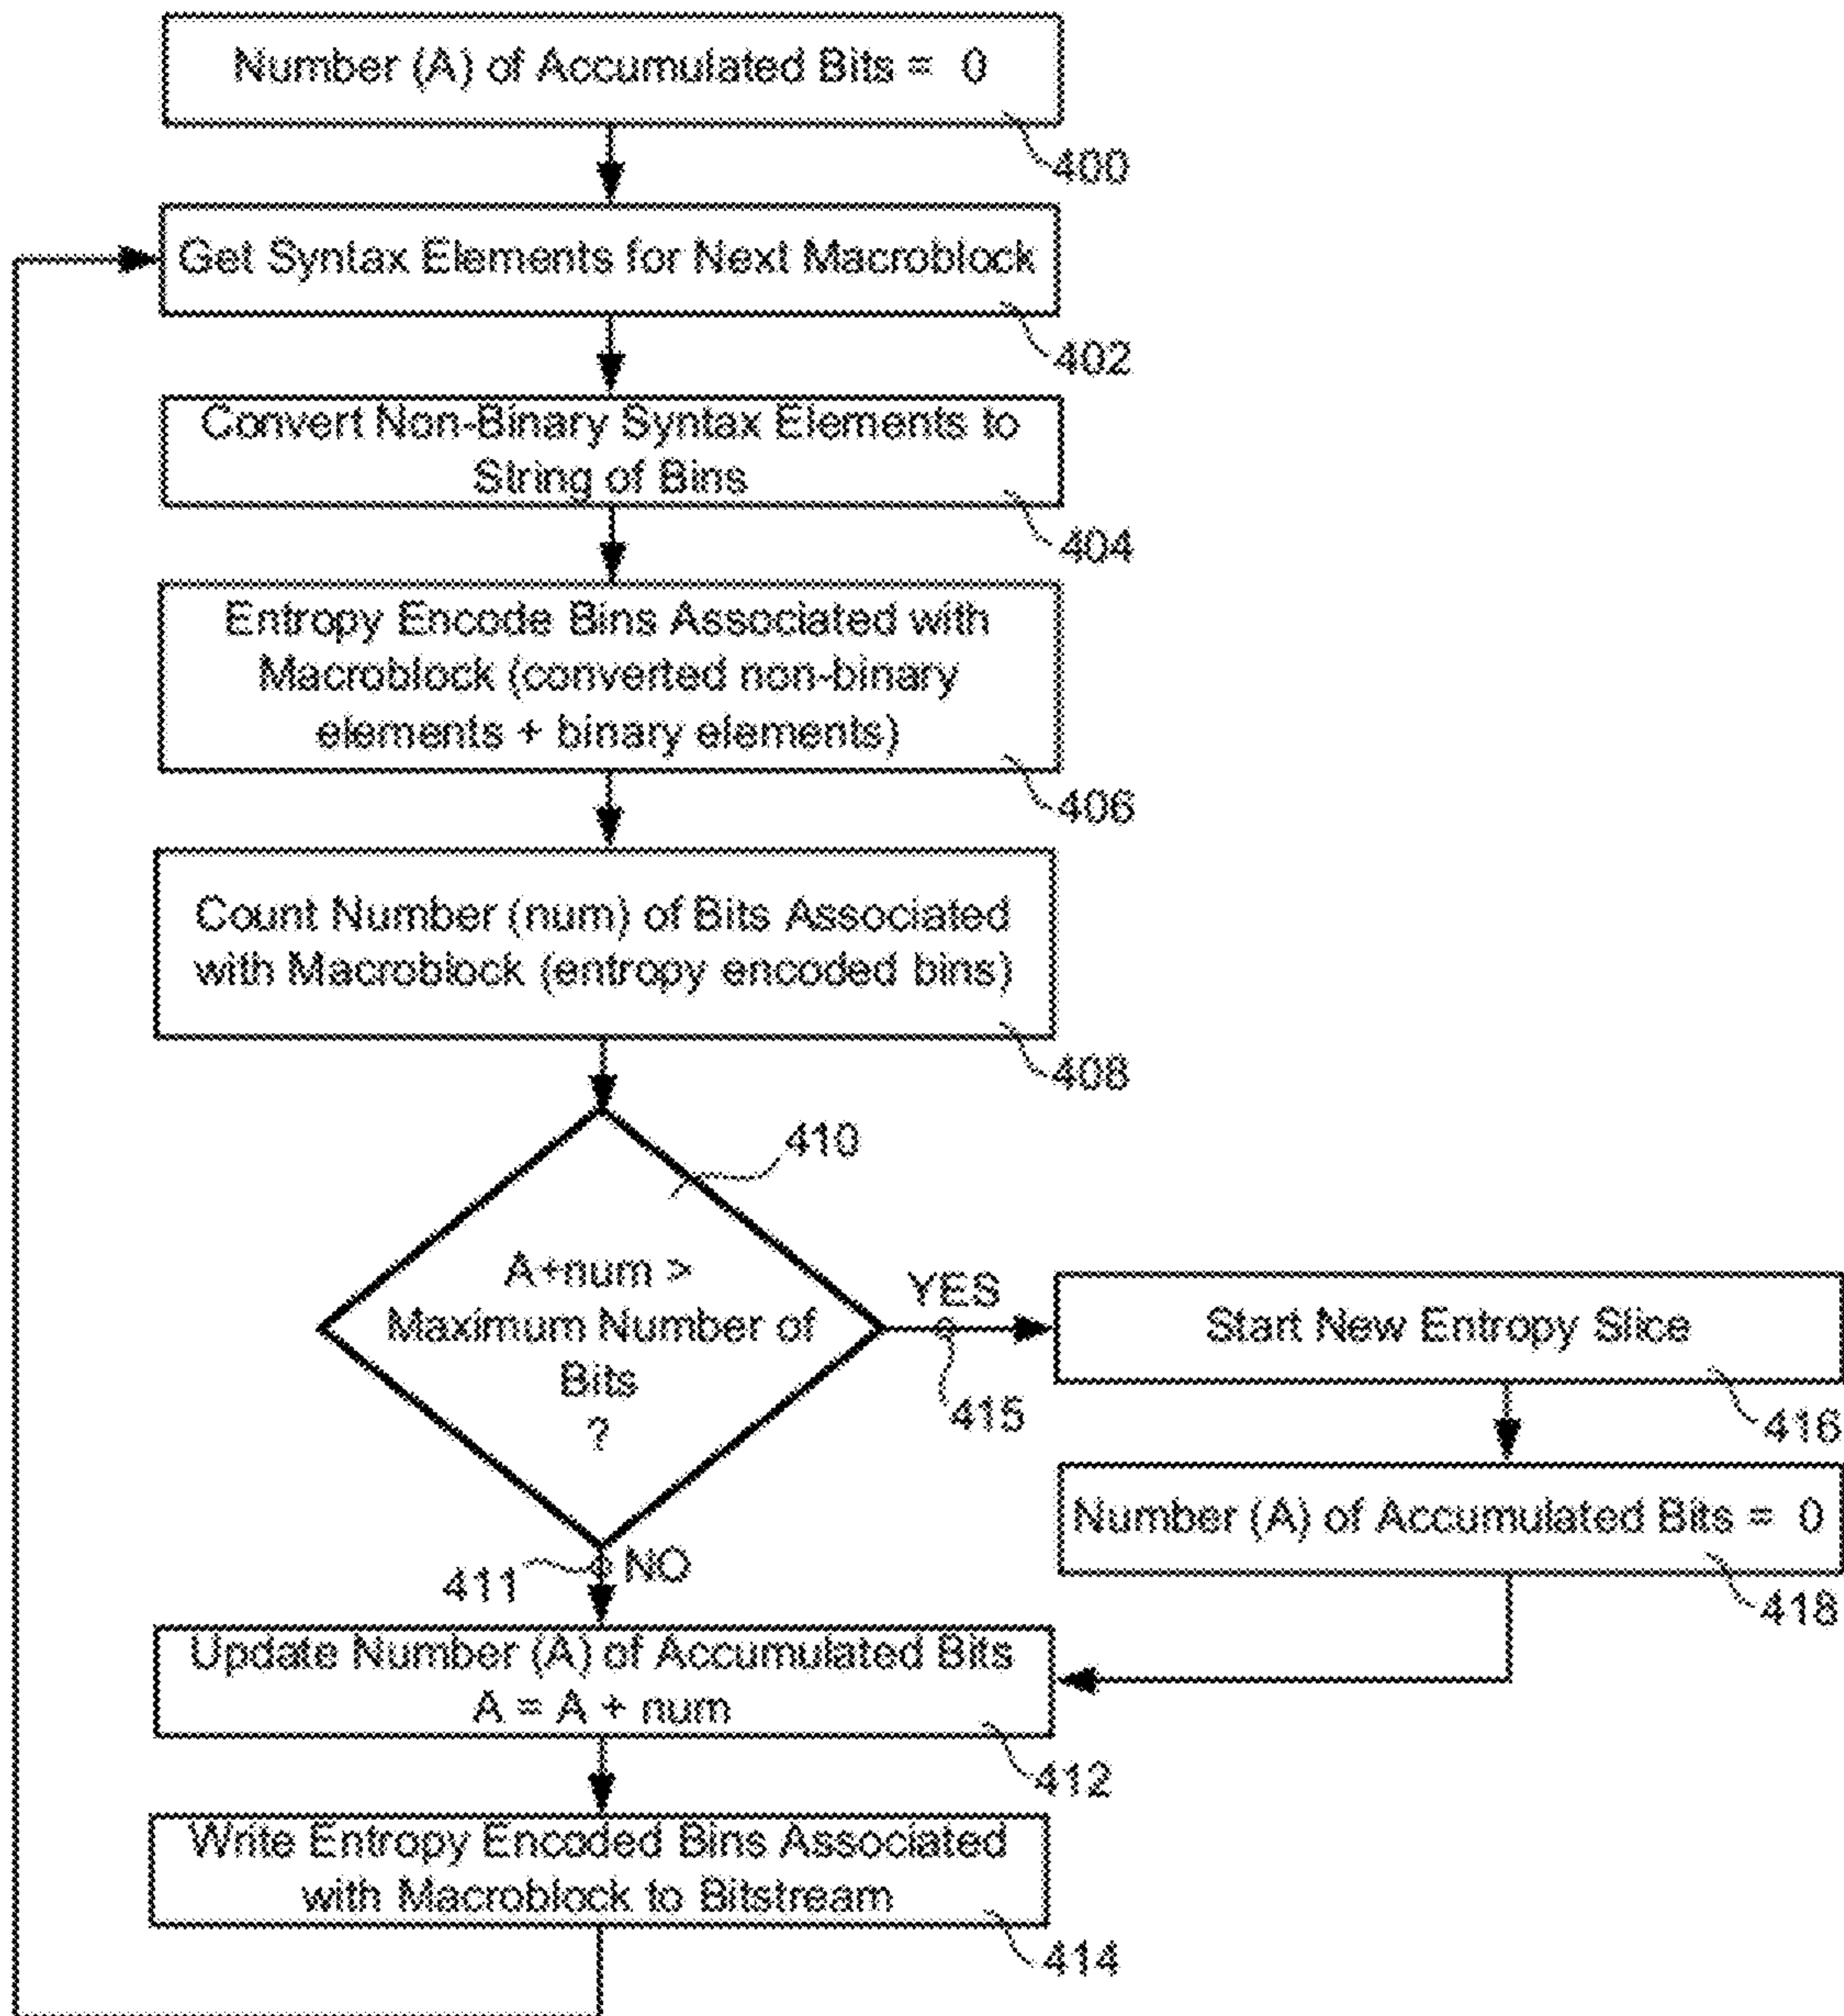 Number (A) of Accumulated Bits = 0
400
Get Syntax Elements for Next Macroblock
402
Convert Non-Binary Syntax Elements to
String of Bins
404
Entropy Encode Bins Associated with
Macroblock (converted non-binary
elements + binary elements)
406
Count Number (num) of Bits Associated
with Macroblock (entropy encoded bins)
408
410
A+num >
Maximum Number of
Bits
?
YES
415
Start New Entropy Slice
416
Number (A) of Accumulated Bits = 0
418
411
NO
Update Number (A) of Accumulated Bits
A = A + num
412
Write Entropy Encoded Bins Associated
with Macroblock to Bitstream
414